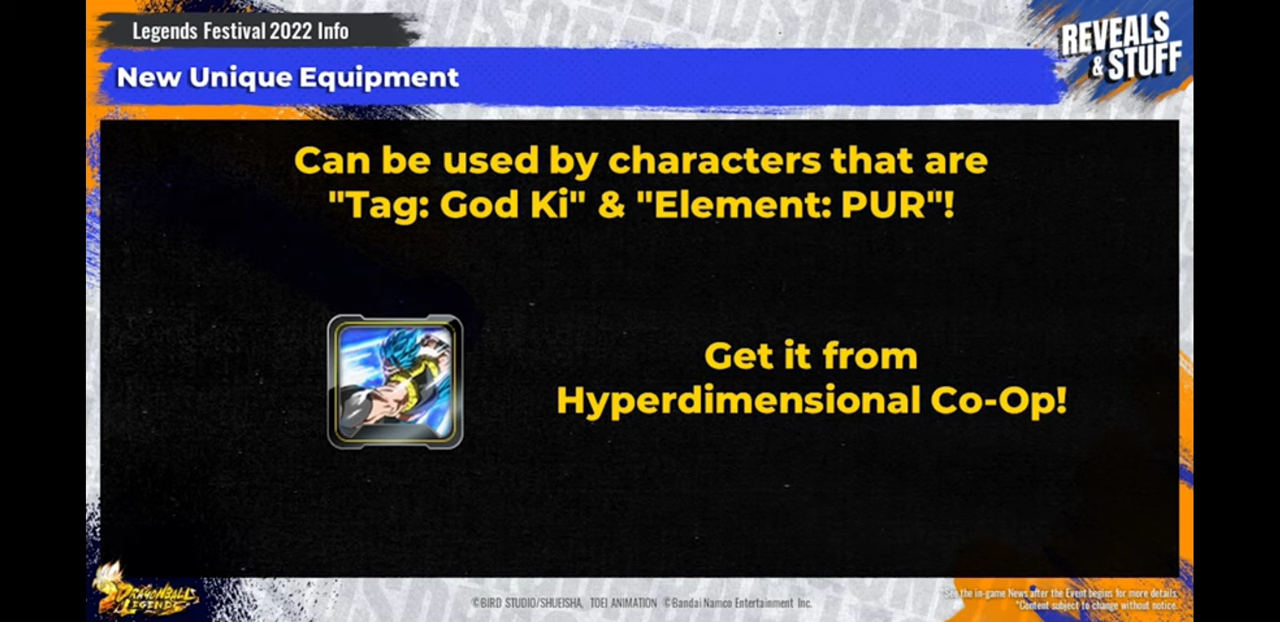 Legends Festival 2022 Info
REVEALS
& STUFF
New Unique Equipment
Can be used by characters that are
"Tag: God Ki" & "Element: PUR"!
Get it from
Hyperdimensional Co-Op!
DRAGONBALL
LEGENDS
©BIRD STUDIO/SHUEISHA, TOEI ANIMATION ©Bandai Namco Entertainment Inc.
See the in-game News after the Event begins for more details.
*Content subject to change without notice.